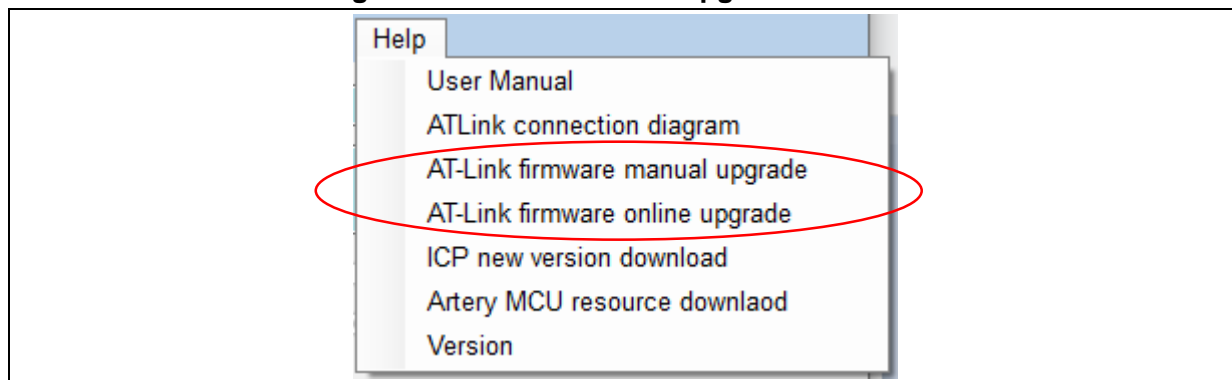 Help
User Manual
ATLink connection diagram
AT-Link firmware manual upgrade
AT-Link firmware online upgrade
ICP new version download
Artery MCU resource downlaod
Version